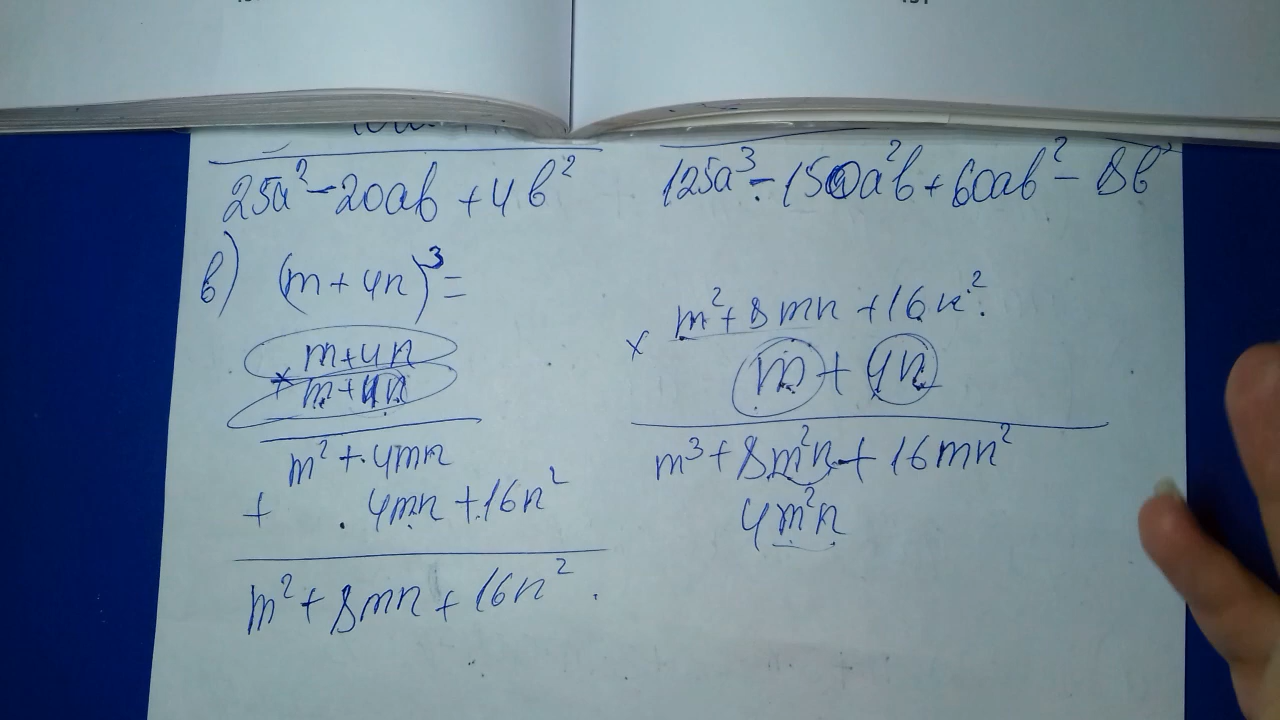 25a² - 20ab + 4b²
125a³ - 150a²b + 60ab² - 8b
в) (m + 4n)³ =
m + 4n
× m + 4n
m² + 4mn
+ 4mn + 16n²
m² + 8mn + 16n².
m² + 8mn + 16n².
× m + 4n
m³ + 8m²n + 16mn²
4m²n